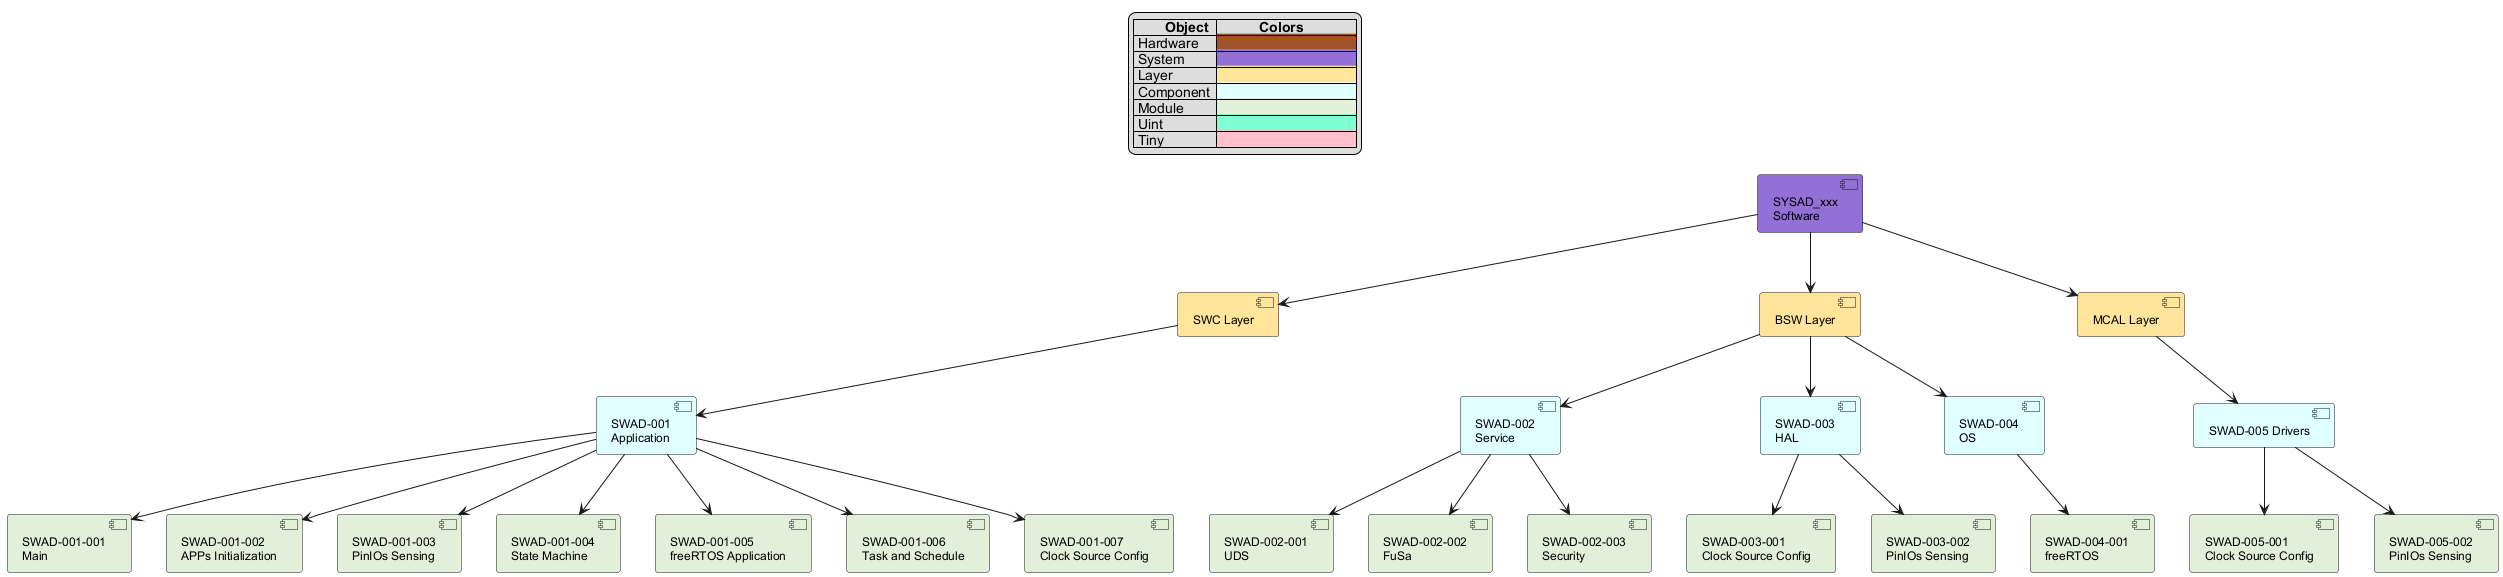 Object Colors
Hardware
System
Layer
Component
Module
Uint
Tiny
SYSAD_xxx
Software
SWC Layer
BSW Layer
MCAL Layer
SWAD-001
Application
SWAD-002
Service
SWAD-003
HAL
SWAD-004
OS
SWAD-005 Drivers
SWAD-001-001
Main
SWAD-001-002
APPs Initialization
SWAD-001-003
PinIOs Sensing
SWAD-001-004
State Machine
SWAD-001-005
freeRTOS Application
SWAD-001-006
Task and Schedule
SWAD-001-007
Clock Source Config
SWAD-002-001
UDS
SWAD-002-002
FuSa
SWAD-002-003
Security
SWAD-003-001
Clock Source Config
SWAD-003-002
PinIOs Sensing
SWAD-004-001
freeRTOS
SWAD-005-001
Clock Source Config
SWAD-005-002
PinIOs Sensing